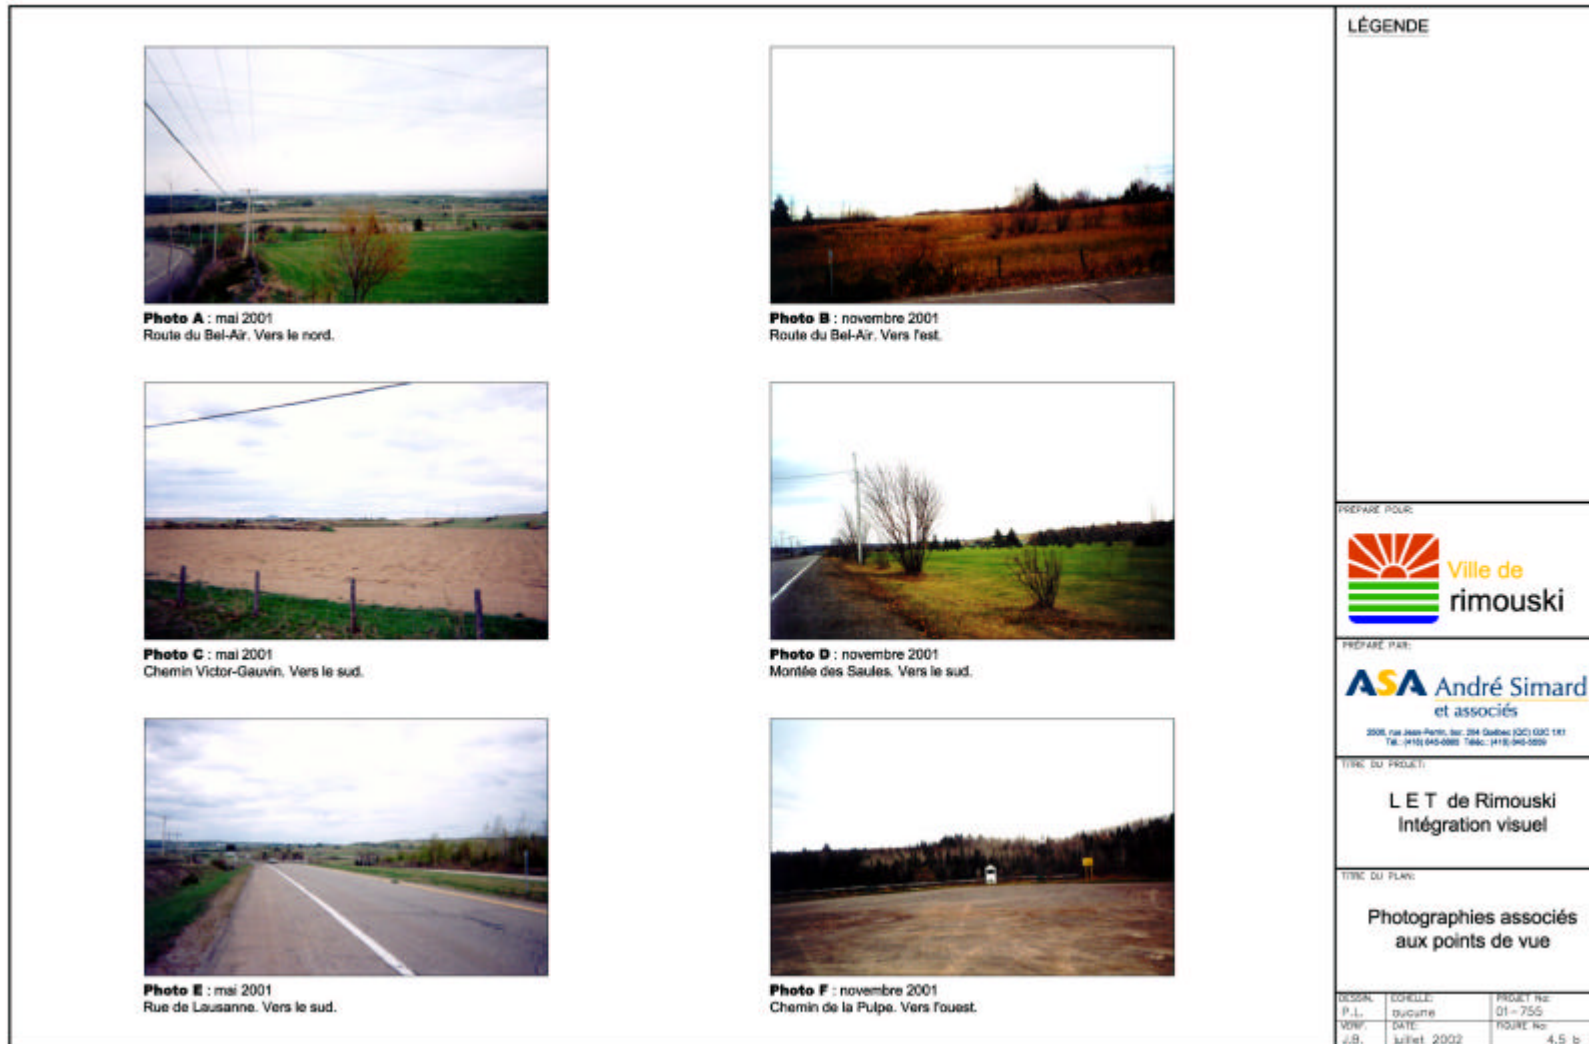 Photo A : mai 2001
Route du Bel-Air. Vers le nord.
Photo B : novembre 2001
Route du Bel-Air. Vers l'est.
Photo C : mai 2001
Chemin Victor-Gauvin. Vers le sud.
Photo D : novembre 2001
Montée des Saules. Vers le sud.
Photo E : mai 2001
Rue de Lausanne. Vers le sud.
Photo F : novembre 2001
Chemin de la Pulpe. Vers l'ouest.
LÉGENDE
PRÉPARÉ POUR:
Ville de
rimouski
PRÉPARÉ PAR:
ASA André Simard
et associés
TITRE DU PROJET:
L E T de Rimouski
Intégration visuel
TITRE DU PLAN:
Photographies associés
aux points de vue
DESSIN. ÉCHELLE: PROJET No:
P.L. aucune 01-755
VÉRIF. DATE: FIGURE No:
J.B. juillet 2002 4.5 b